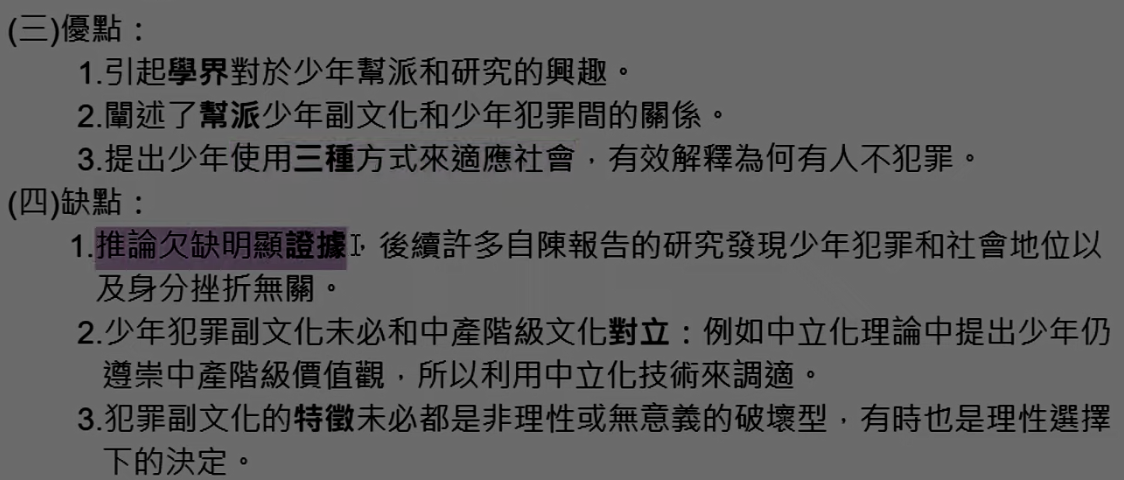 (三)優點：
1.引起學界對於少年幫派和研究的興趣。
2.闡述了幫派少年副文化和少年犯罪間的關係。
3.提出少年使用三種方式來適應社會，有效解釋為何有人不犯罪。
(四)缺點：
1.推論欠缺明顯證據，後續許多自陳報告的研究發現少年犯罪和社會地位以
及身分挫折無關。
2.少年犯罪副文化未必和中產階級文化對立：例如中立化理論中提出少年仍
遵崇中產階級價值觀，所以利用中立化技術來調適。
3.犯罪副文化的特徵未必都是非理性或無意義的破壞型，有時也是理性選擇
下的決定。